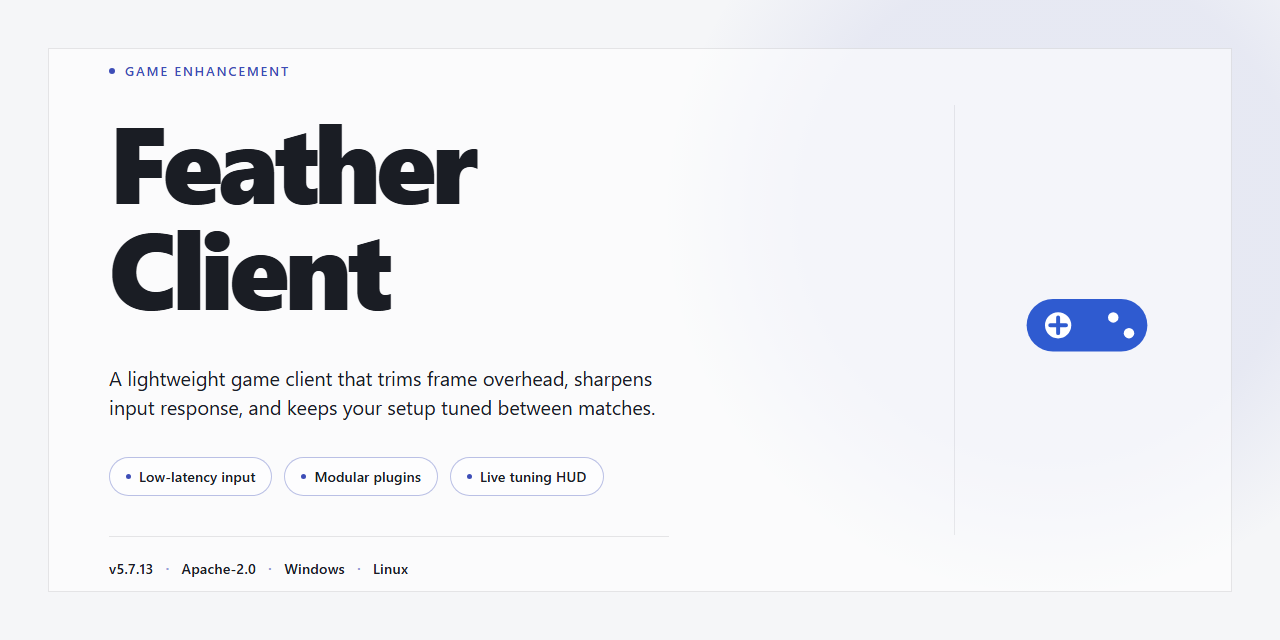 GAME ENHANCEMENT
Feather
Client
A lightweight game client that trims frame overhead, sharpens
input response, and keeps your setup tuned between matches.
Low-latency input
Modular plugins
Live tuning HUD
v5.7.13 · Apache-2.0 · Windows · Linux